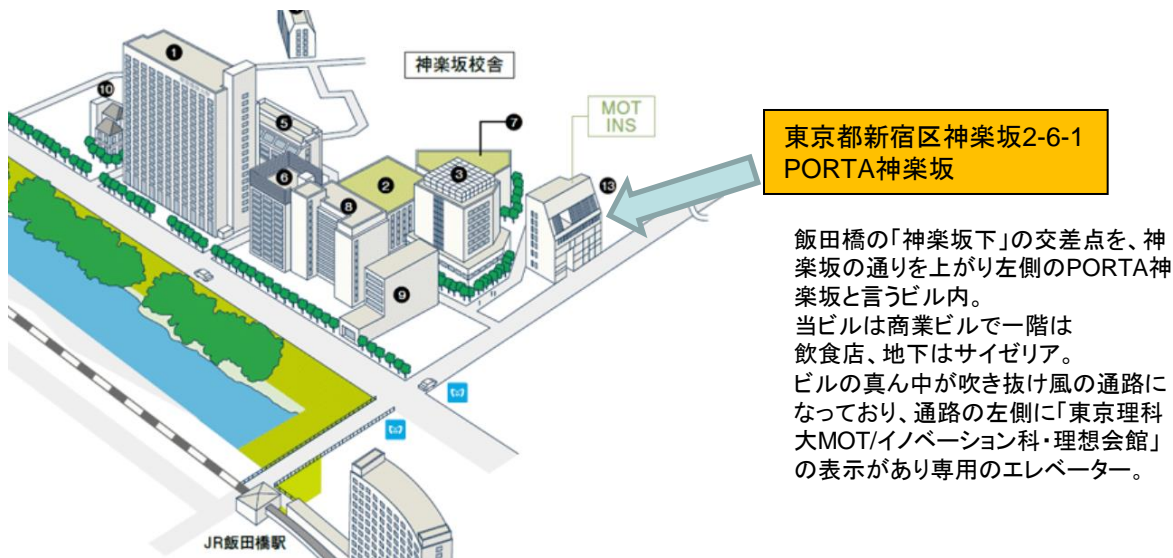 ❶
神楽坂校舎
❿
MOT
INS
❺
❼
東京都新宿区神楽坂2-6-1
PORTA神楽坂
❻
❷
❸
⓭
❽
飯田橋の「神楽坂下」の交差点を、神
楽坂の通りを上がり左側のPORTA神
楽坂と言うビル内。
当ビルは商業ビルで一階は
飲食店、地下はサイゼリア。
ビルの真ん中が吹き抜け風の通路に
なっており、通路の左側に「東京理科
大MOT/イノベーション科・理想会館」
の表示があり専用のエレベーター。
❾
JR飯田橋駅